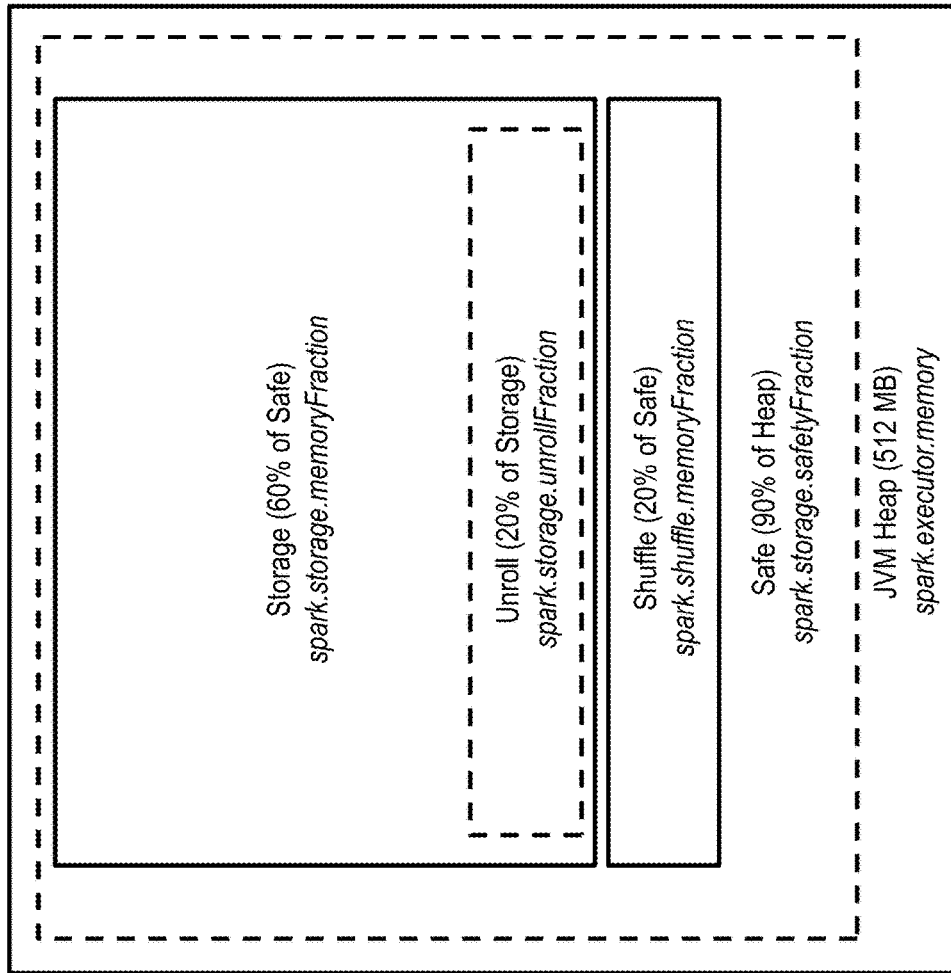 Storage (60% of Safe)
spark.storage.memoryFraction
Unroll (20% of Storage)
spark.storage.unrollFraction
Shuffle (20% of Safe)
spark.shuffle.memoryFraction
Safe (90% of Heap)
spark.storage.safetyFraction
JVM Heap (512 MB)
spark.executor.memory